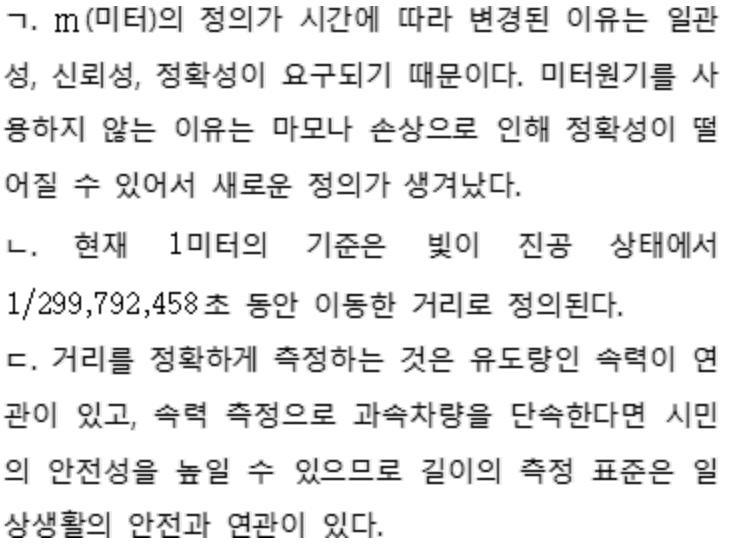 ㄱ. m(미터)의 정의가 시간에 따라 변경된 이유는 일관
성, 신뢰성, 정확성이 요구되기 때문이다. 미터원기를 사
용하지 않는 이유는 마모나 손상으로 인해 정확성이 떨
어질 수 있어서 새로운 정의가 생겨났다.
ㄴ. 현재 1미터의 기준은 빛이 진공 상태에서
1/299,792,458초 동안 이동한 거리로 정의된다.
ㄷ. 거리를 정확하게 측정하는 것은 유도량인 속력이 연
관이 있고, 속력 측정으로 과속차량을 단속한다면 시민
의 안전성을 높일 수 있으므로 길이의 측정 표준은 일
상생활의 안전과 연관이 있다.